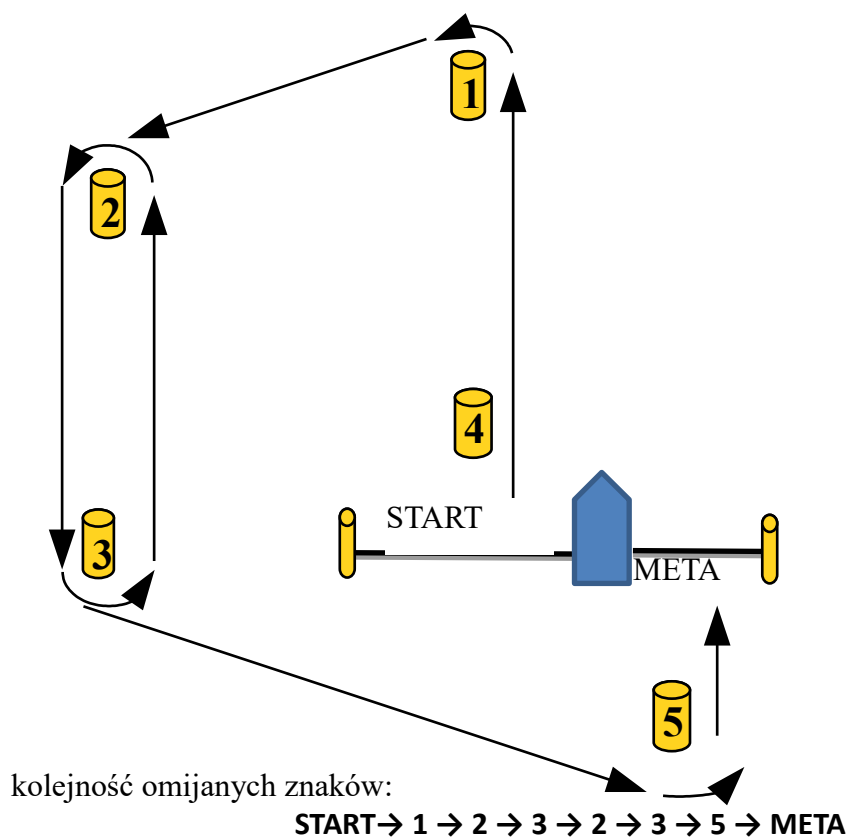 1
2
4
START
3
META
5
kolejność omijanych znaków:
START→ 1 → 2 → 3 → 2 → 3 → 5 → META